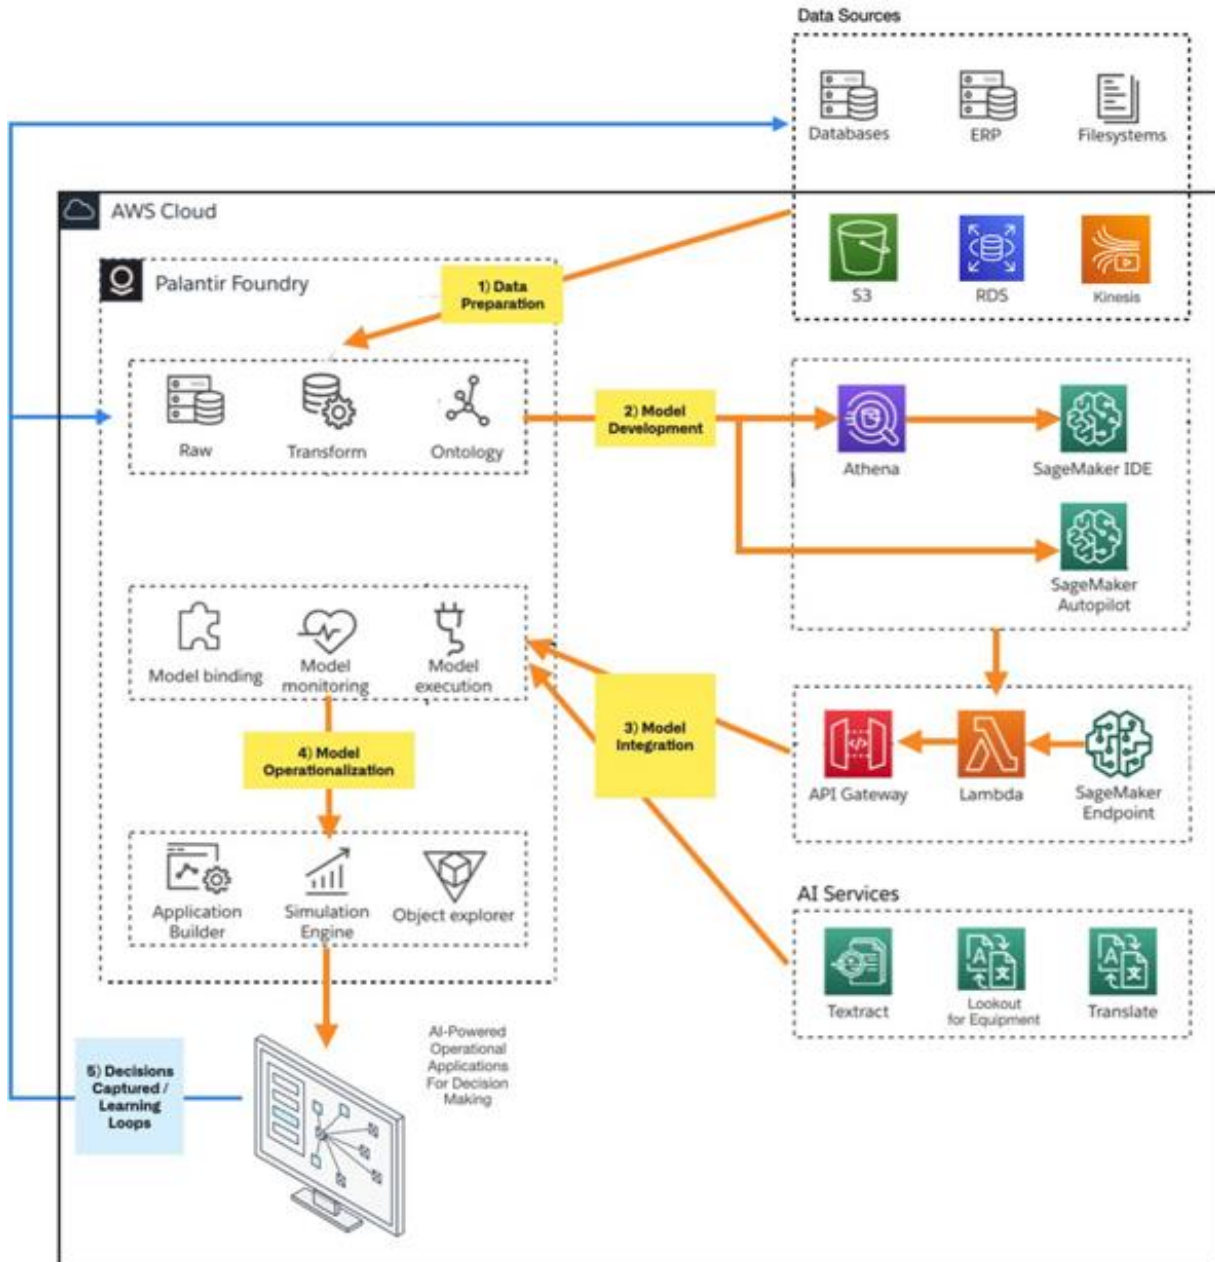 Data Sources
Databases
ERP
Filesystems
AWS Cloud
S3
RDS
Kinesis
Palantir Foundry
1) Data
Preparation
Raw
Transform
Ontology
2) Model
Development
Athena
SageMaker IDE
SageMaker
Autopilot
Model binding
Model
monitoring
Model
execution
3) Model
Integration
API Gateway
Lambda
SageMaker
Endpoint
4) Model
Operationalization
Application
Builder
Simulation
Engine
Object explorer
AI Services
Textract
Lookout
for Equipment
Translate
AI-Powered
Operational
Applications
For Decision
Making
5) Decisions
Captured /
Learning
Loops